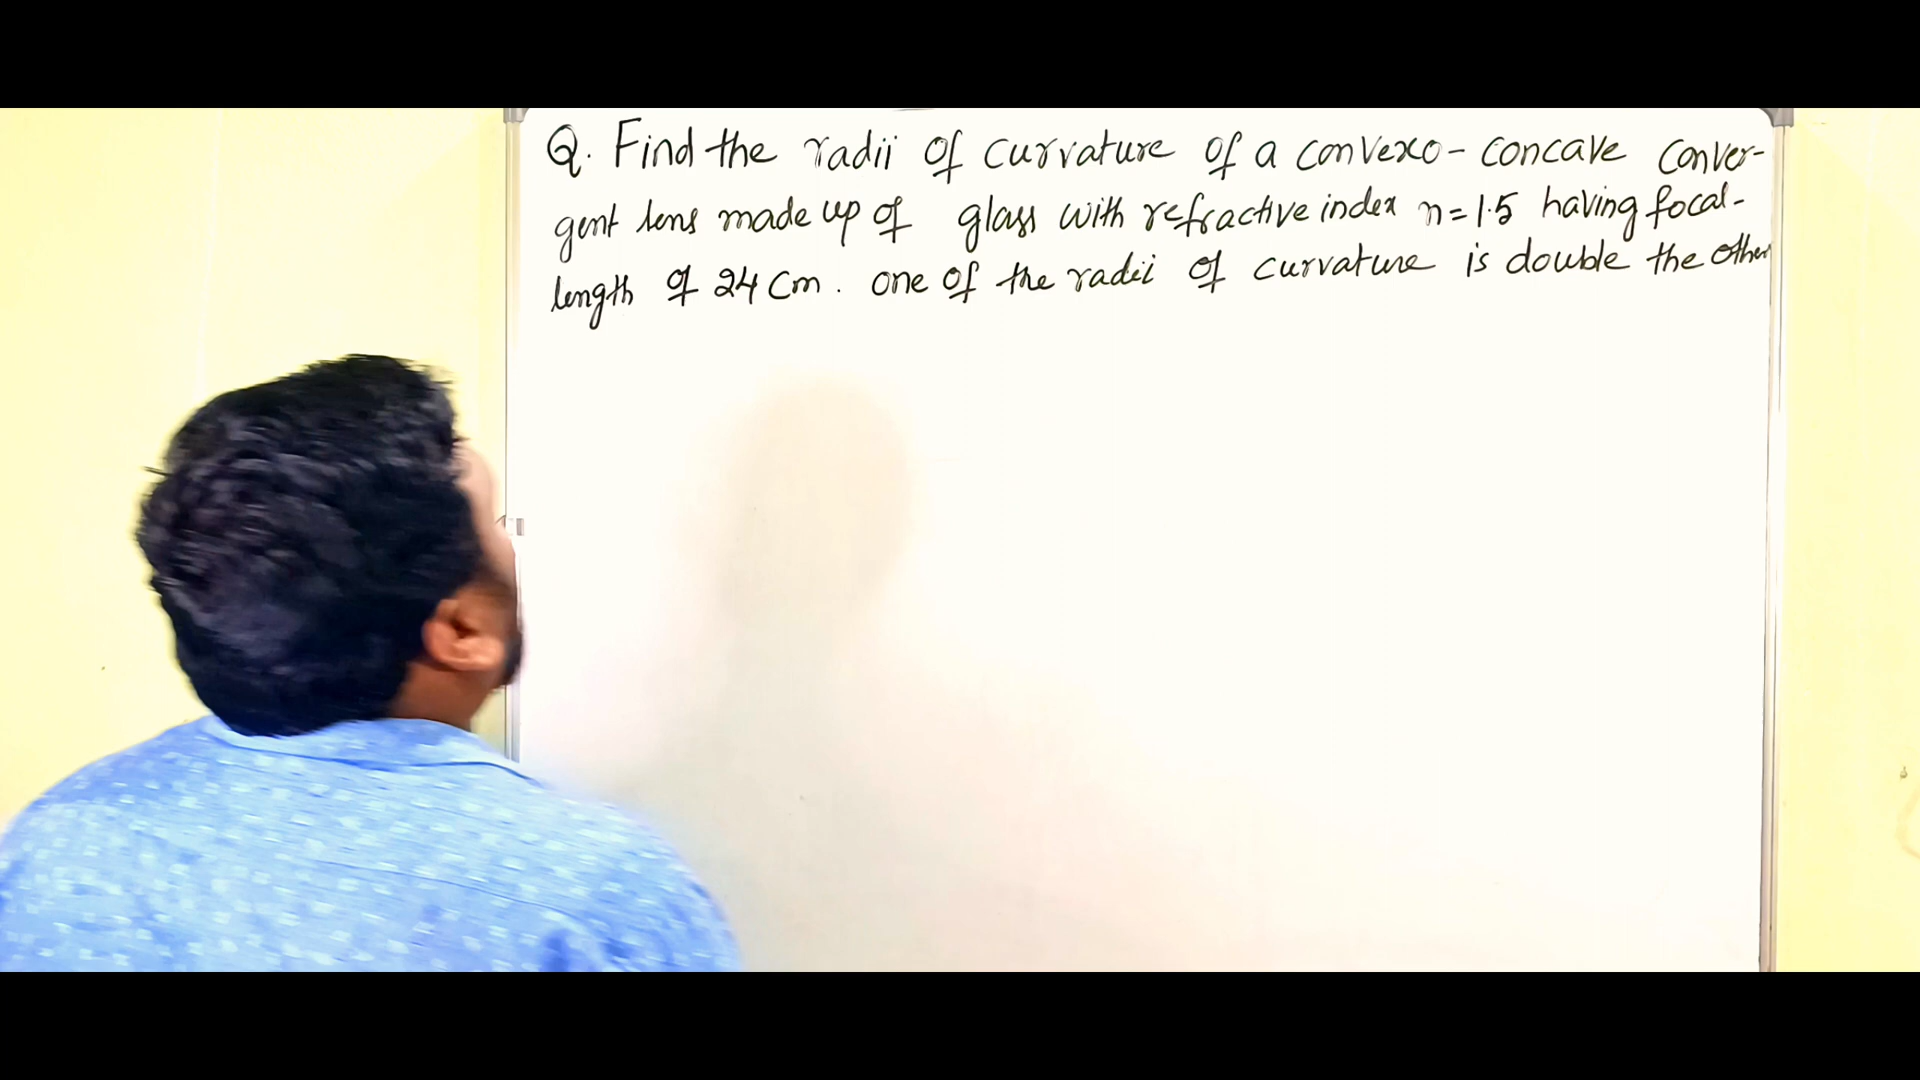 Q. Find the radii of curvature of a convexo-concave conver-
gent lens made up of glass with refractive index n=1.5 having focal-
length of 24 cm. one of the radii of curvature is double the other